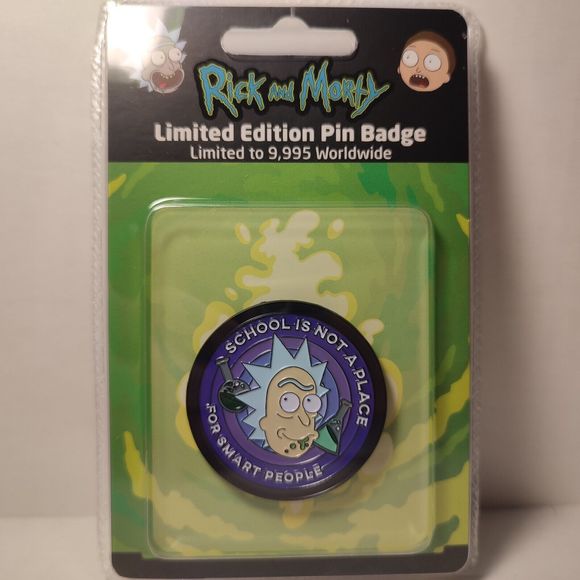 Rick and Morty
Limited Edition Pin Badge
Limited to 9,995 Worldwide
SCHOOL IS NOT A PLACE
FOR SMART PEOPLE